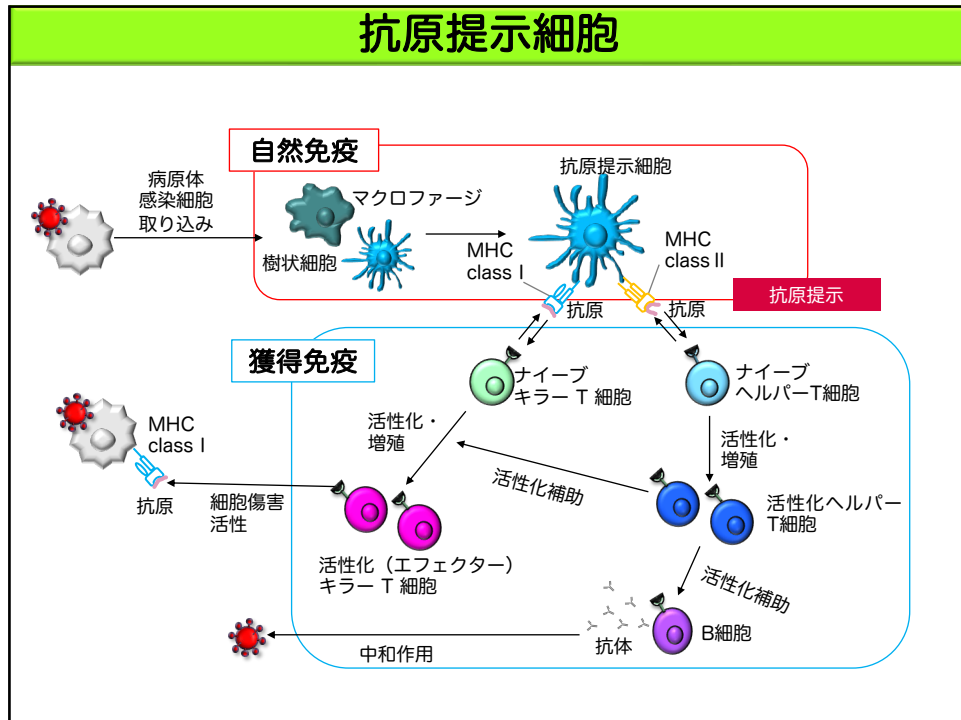 抗原提示細胞
自然免疫
病原体
感染細胞
取り込み
マクロファージ
樹状細胞
抗原提示細胞
MHC
class I
MHC
class II
抗原
抗原
抗原提示
獲得免疫
ナイーブ
キラー T 細胞
ナイーブ
ヘルパーT細胞
活性化・
増殖
活性化・
増殖
MHC
class I
抗原
細胞傷害
活性
活性化補助
活性化ヘルパー
T細胞
活性化（エフェクター）
キラー T 細胞
活性化補助
抗体
B細胞
中和作用